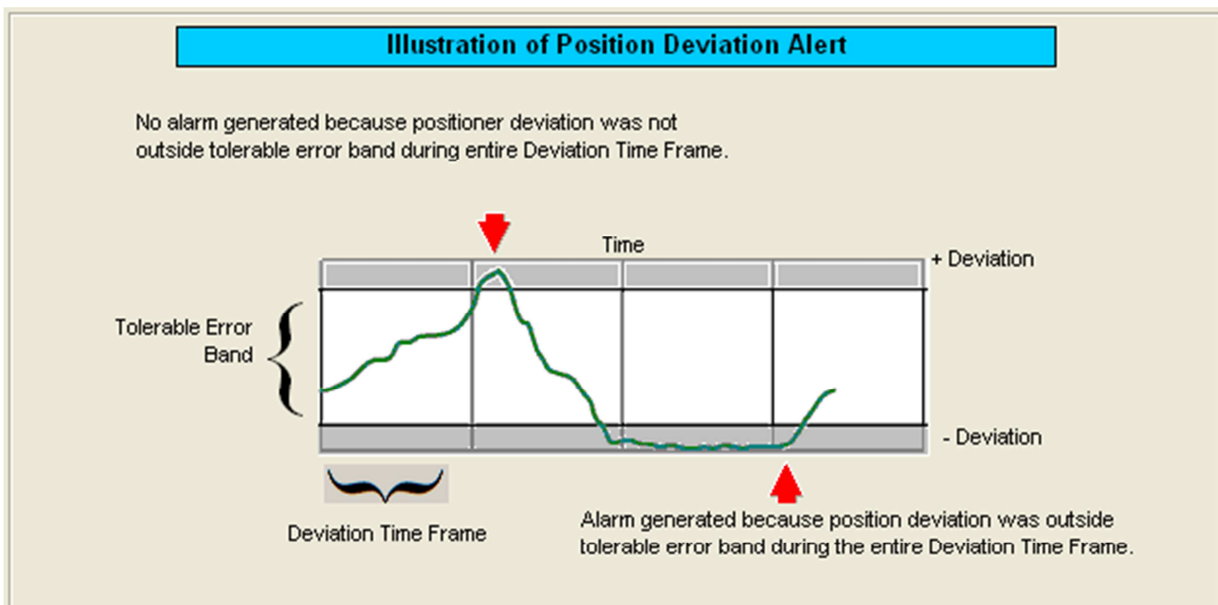 Illustration of Position Deviation Alert
No alarm generated because positioner deviation was not
outside tolerable error band during entire Deviation Time Frame.
Time
+ Deviation
Tolerable Error
Band
- Deviation
Deviation Time Frame
Alarm generated because position deviation was outside
tolerable error band during the entire Deviation Time Frame.